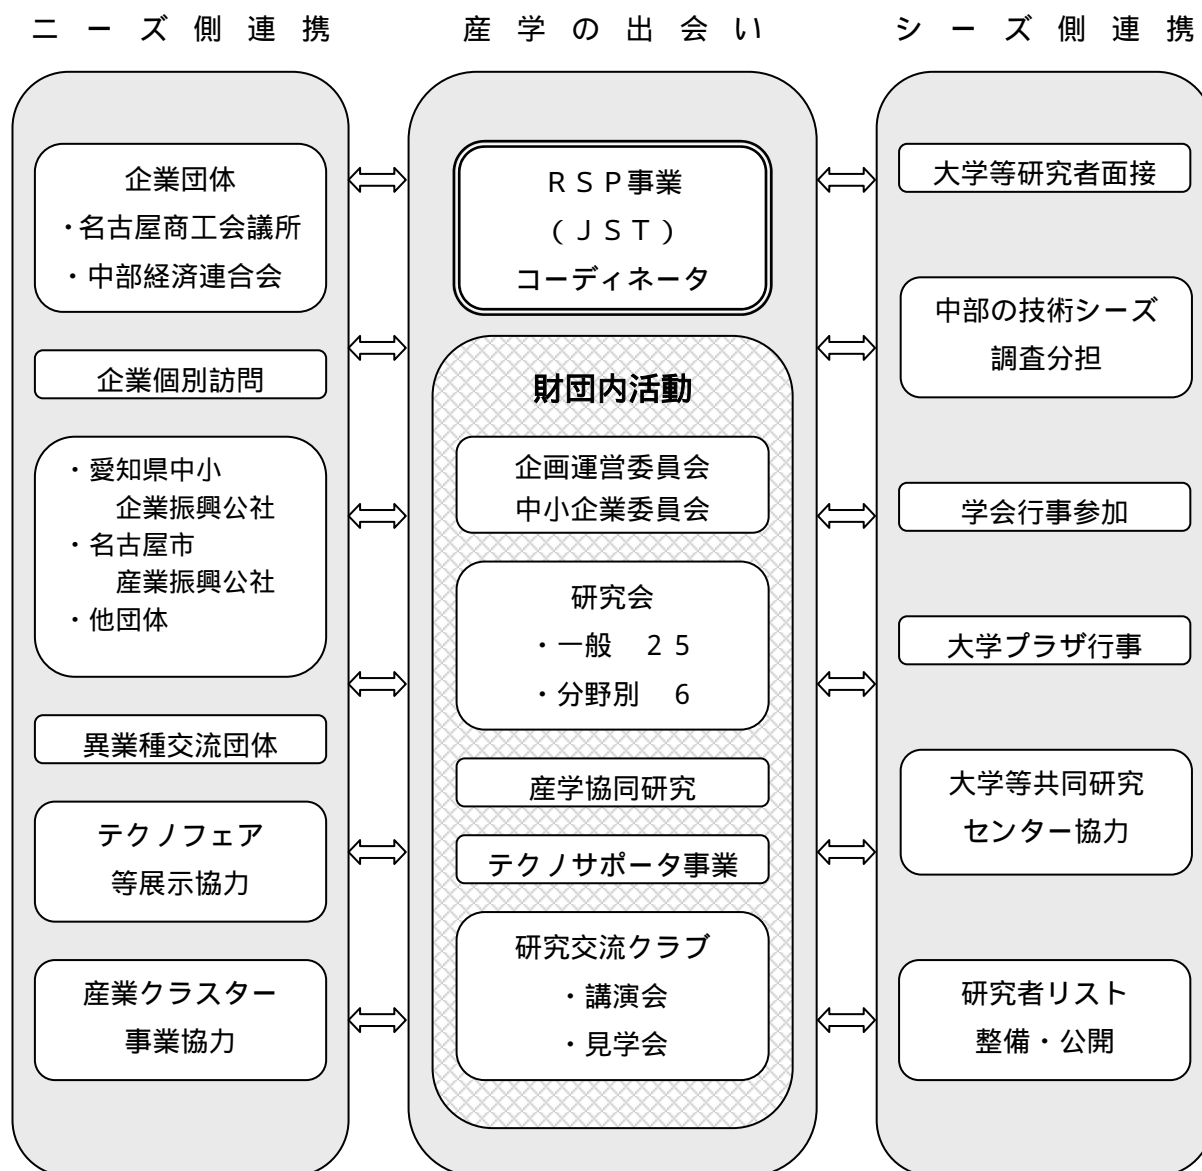 ニーズ側連携
企業団体
・名古屋商工会議所
・中部経済連合会
企業個別訪問
・愛知県中小
企業振興公社
・名古屋市
産業振興公社
・他団体
異業種交流団体
テクノフェア
等展示協力
産業クラスター
事業協力
産学の出会い
ＲＳＰ事業
（ＪＳＴ）
コーディネータ
財団内活動
企画運営委員会
中小企業委員会
研究会
・一般　２５
・分野別　６
産学協同研究
テクノサポータ事業
研究交流クラブ
・講演会
・見学会
シーズ側連携
大学等研究者面接
中部の技術シーズ
調査分担
学会行事参加
大学プラザ行事
大学等共同研究
センター協力
研究者リスト
整備・公開